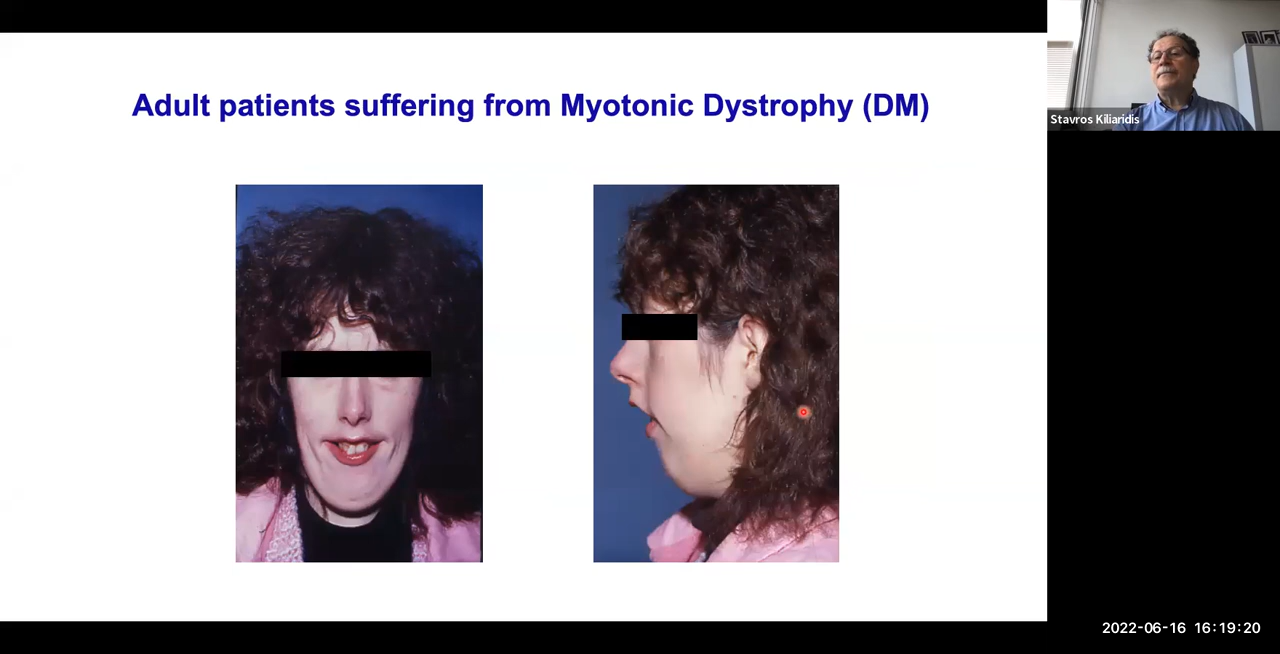 Adult patients suffering from Myotonic Dystrophy (DM)
Stavros Kiliaridis
2022-06-16 16:19:20